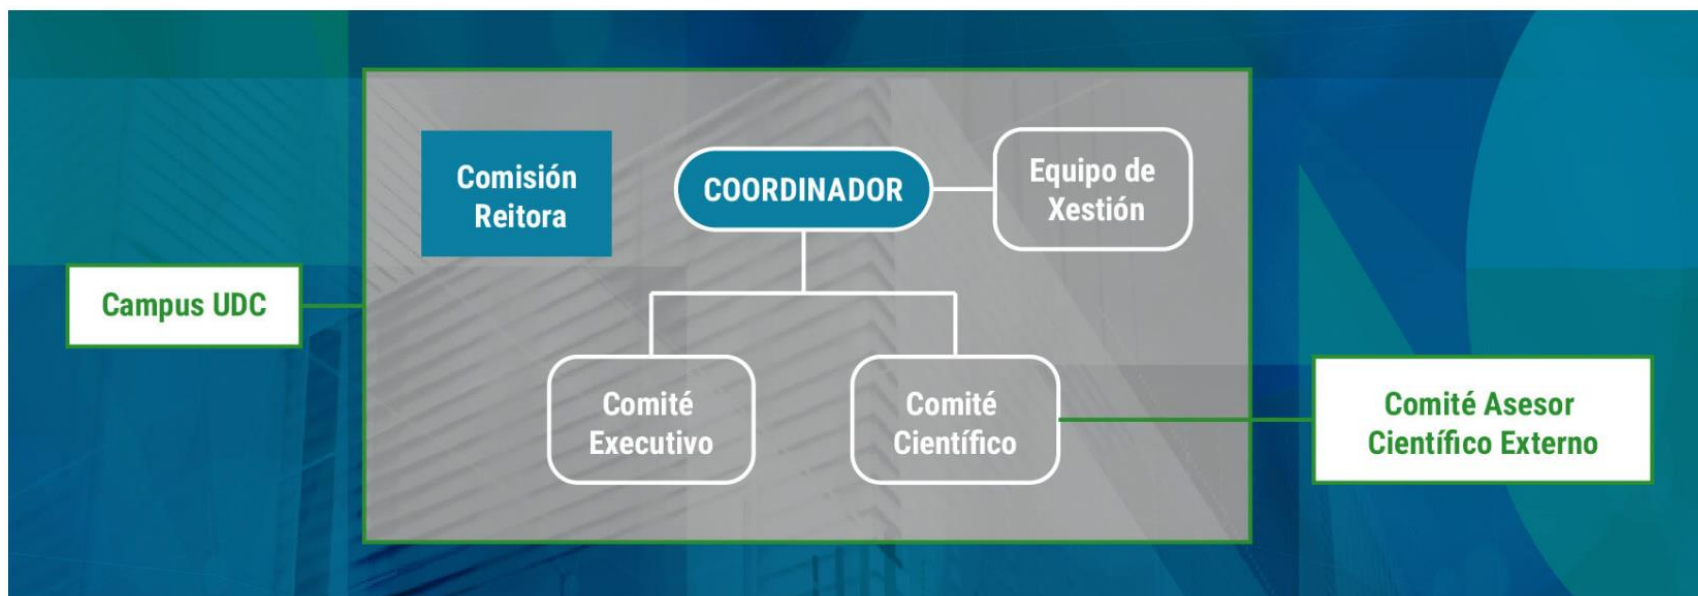 Comisión
Reitora
COORDINADOR
Equipo de
Xestión
Campus UDC
Comité
Executivo
Comité
Científico
Comité Asesor
Científico Externo